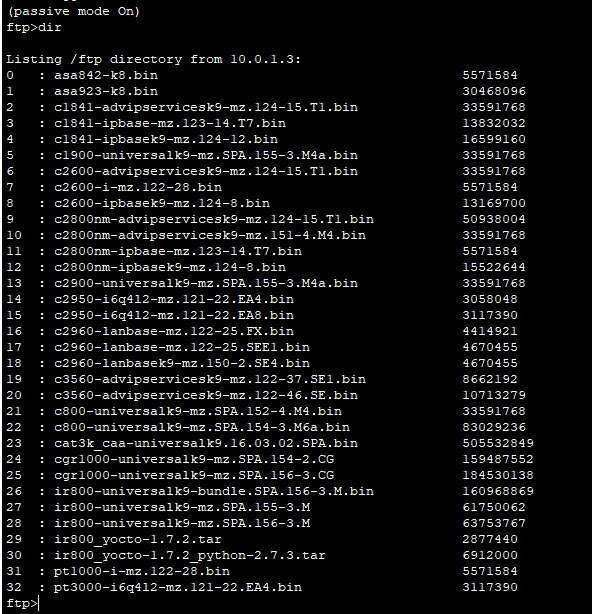 (passive mode On)
ftp>dir
Listing /ftp directory from 10.0.1.3:
0 : asa842-k8.bin 5571584
1 : asa923-k8.bin 30468096
2 : c1841-advipservicesk9-mz.124-15.T1.bin 33591768
3 : c1841-ipbase-mz.123-14.T7.bin 13832032
4 : c1841-ipbasek9-mz.124-12.bin 16599160
5 : c1900-universalk9-mz.SPA.155-3.M4a.bin 33591768
6 : c2600-advipservicesk9-mz.124-15.T1.bin 33591768
7 : c2600-i-mz.122-28.bin 5571584
8 : c2600-ipbasek9-mz.124-8.bin 13169700
9 : c2800nm-advipservicesk9-mz.124-15.T1.bin 50938004
10 : c2800nm-advipservicesk9-mz.151-4.M4.bin 33591768
11 : c2800nm-ipbase-mz.123-14.T7.bin 5571584
12 : c2800nm-ipbasek9-mz.124-8.bin 15522644
13 : c2900-universalk9-mz.SPA.155-3.M4a.bin 33591768
14 : c2950-i6q4l2-mz.121-22.EA4.bin 3058048
15 : c2950-i6q4l2-mz.121-22.EA8.bin 3117390
16 : c2960-lanbase-mz.122-25.FX.bin 4414921
17 : c2960-lanbase-mz.122-25.SEE1.bin 4670455
18 : c2960-lanbasek9-mz.150-2.SE4.bin 4670455
19 : c3560-advipservicesk9-mz.122-37.SE1.bin 8662192
20 : c3560-advipservicesk9-mz.122-46.SE.bin 10713279
21 : c800-universalk9-mz.SPA.152-4.M4.bin 33591768
22 : c800-universalk9-mz.SPA.154-3.M6a.bin 83029236
23 : cat3k_caa-universalk9.16.03.02.SPA.bin 505532849
24 : cgr1000-universalk9-mz.SPA.154-2.CG 159487552
25 : cgr1000-universalk9-mz.SPA.156-3.CG 184530138
26 : ir800-universalk9-bundle.SPA.156-3.M.bin 160968869
27 : ir800-universalk9-mz.SPA.155-3.M 61750062
28 : ir800-universalk9-mz.SPA.156-3.M 63753767
29 : ir800_yocto-1.7.2.tar 2877440
30 : ir800_yocto-1.7.2_python-2.7.3.tar 6912000
31 : pt1000-i-mz.122-28.bin 5571584
32 : pt3000-i6q4l2-mz.121-22.EA4.bin 3117390
ftp>